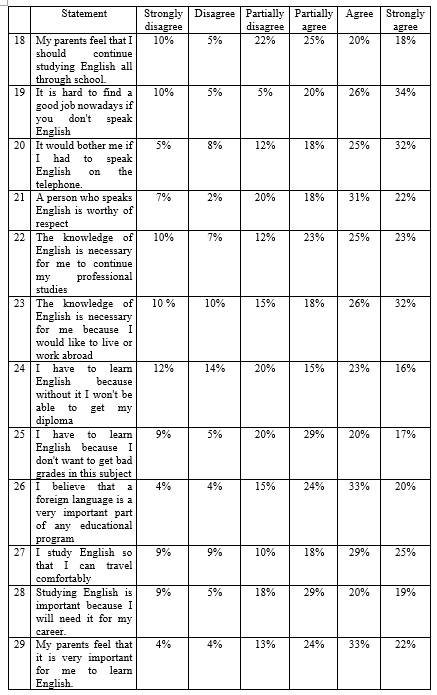 Statement Strongly Disagree Partially Partially Agree Strongly
disagree disagree agree agree
18 My parents feel that I 10% 5% 22% 25% 20% 18%
should continue
studying English all
through school.
19 It is hard to find a 10% 5% 5% 20% 26% 34%
good job nowadays if
you don't speak
English
20 It would bother me if 5% 8% 12% 18% 25% 32%
I had to speak
English on the
telephone.
21 A person who speaks 7% 2% 20% 18% 31% 22%
English is worthy of
respect
22 The knowledge of 10% 7% 12% 23% 25% 23%
English is necessary
for me to continue
my professional
studies
23 The knowledge of 10 % 10% 15% 18% 26% 32%
English is necessary
for me because I
would like to live or
work abroad
24 I have to learn 12% 14% 20% 15% 23% 16%
English because
without it I won't be
able to get my
diploma
25 I have to learn 9% 5% 20% 29% 20% 17%
English because I
don't want to get bad
grades in this subject
26 I believe that a 4% 4% 15% 24% 33% 20%
foreign language is a
very important part
of any educational
program
27 I study English so 9% 9% 10% 18% 29% 25%
that I can travel
comfortably
28 Studying English is 9% 5% 18% 29% 20% 19%
important because I
will need it for my
career.
29 My parents feel that 4% 4% 13% 24% 33% 22%
it is very important
for me to learn
English.